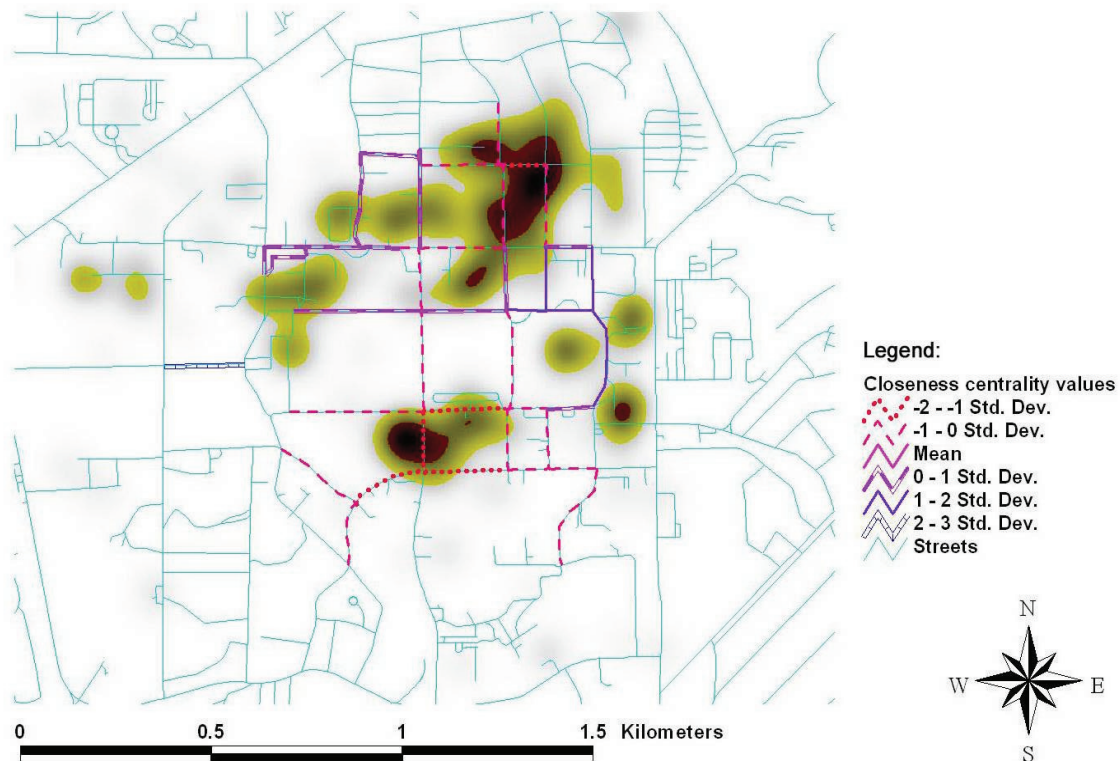 Legend:
Closeness centrality values
-2 - -1 Std. Dev.
-1 - 0 Std. Dev.
Mean
0 - 1 Std. Dev.
1 - 2 Std. Dev.
2 - 3 Std. Dev.
Streets
N
W E
S
0 0.5 1 1.5 Kilometers